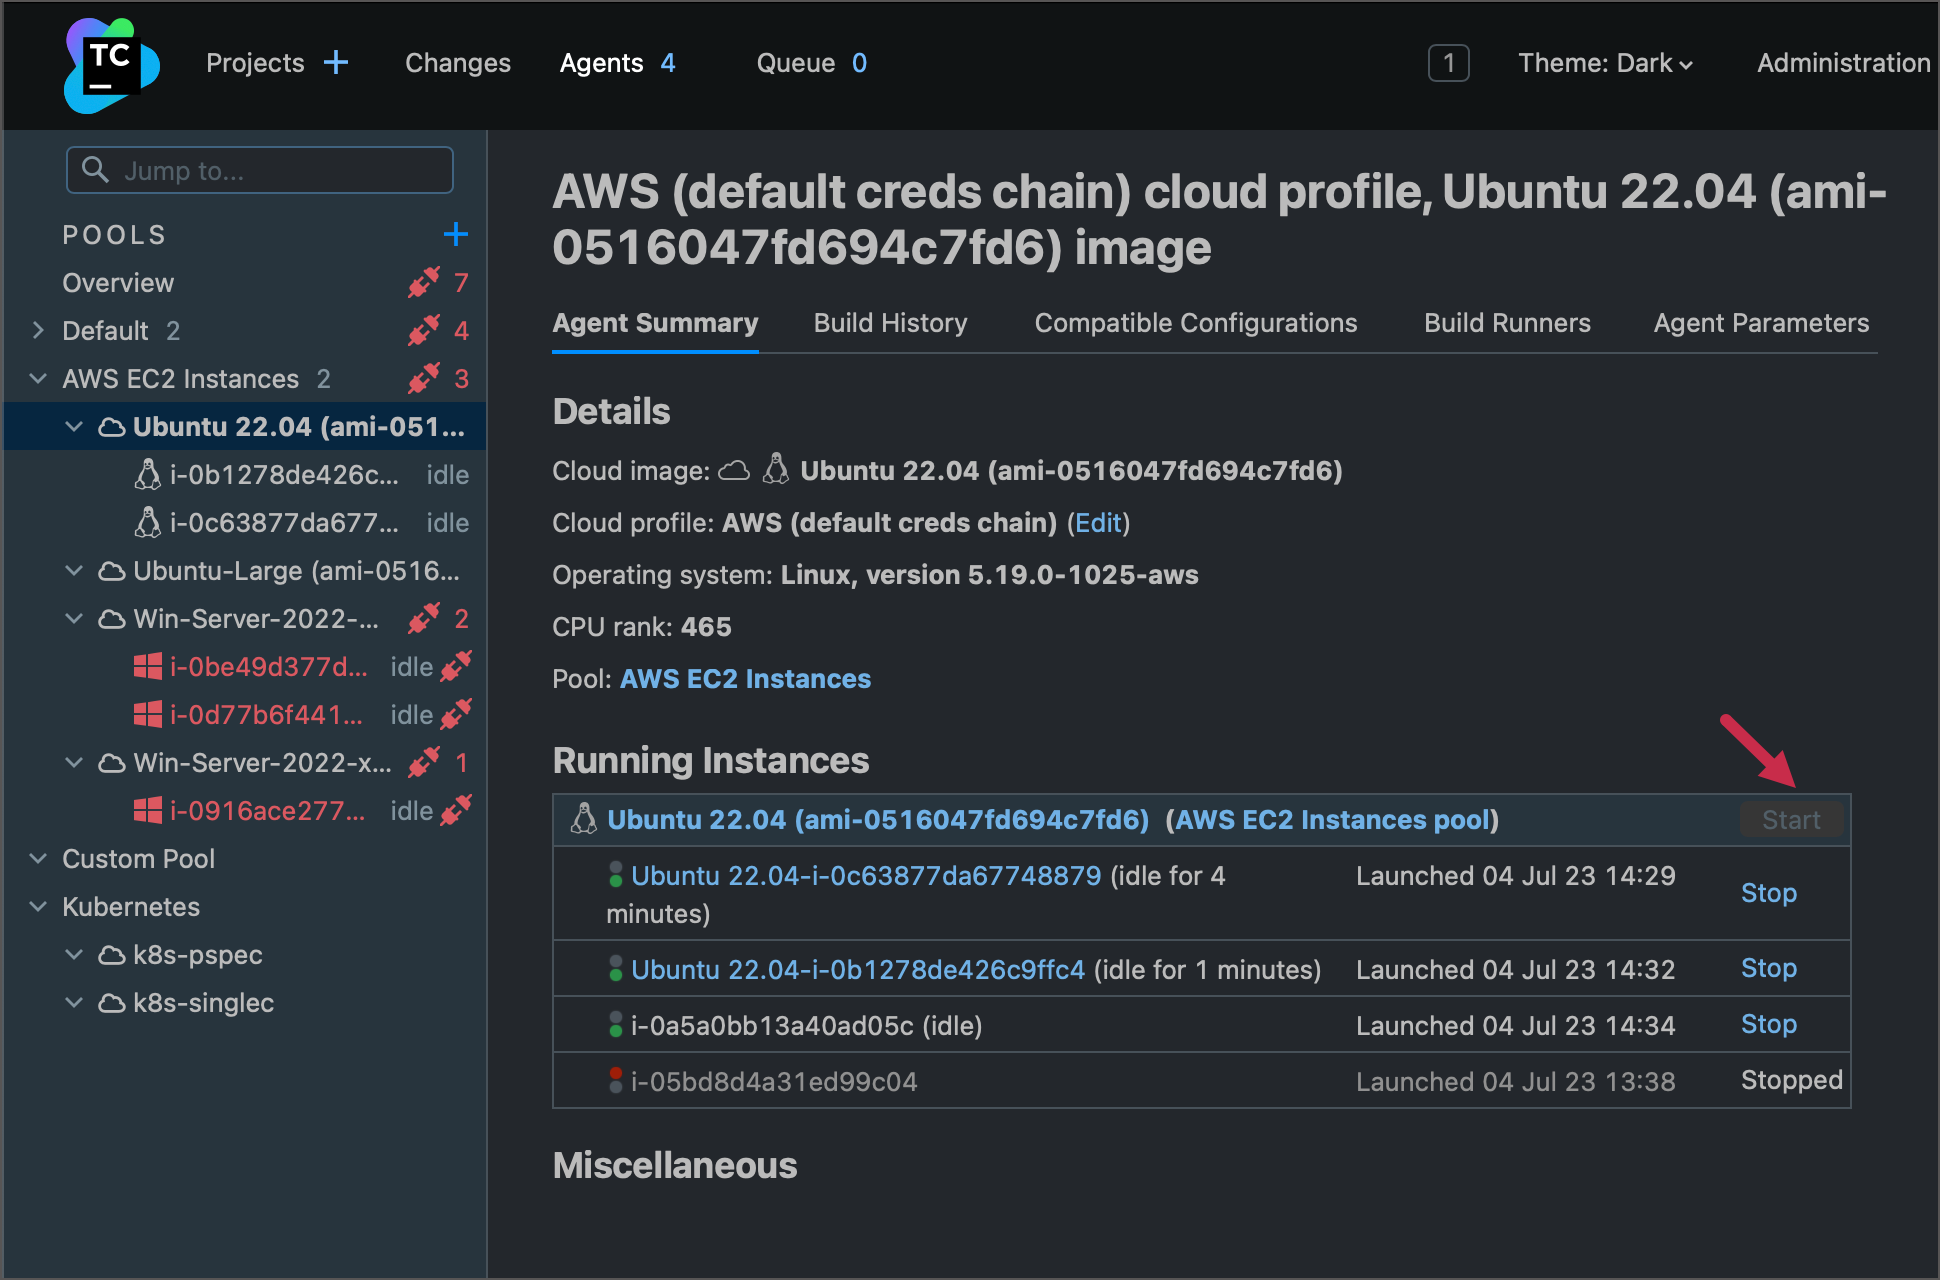 TC
Projects + Changes Agents 4 Queue 0 1 Theme: Dark Administration
Jump to...
POOLS +
Overview 7
Default 2 4
AWS EC2 Instances 2 3
Ubuntu 22.04 (ami-051...
i-0b1278de426c... idle
i-0c63877da677... idle
Ubuntu-Large (ami-0516...
Win-Server-2022-... 2
i-0be49d377d... idle
i-0d77b6f441... idle
Win-Server-2022-x... 1
i-0916ace277... idle
Custom Pool
Kubernetes
k8s-pspec
k8s-singlec
AWS (default creds chain) cloud profile, Ubuntu 22.04 (ami-
0516047fd694c7fd6) image
Agent Summary Build History Compatible Configurations Build Runners Agent Parameters
Details
Cloud image: Ubuntu 22.04 (ami-0516047fd694c7fd6)
Cloud profile: AWS (default creds chain) (Edit)
Operating system: Linux, version 5.19.0-1025-aws
CPU rank: 465
Pool: AWS EC2 Instances
Running Instances
Ubuntu 22.04 (ami-0516047fd694c7fd6) (AWS EC2 Instances pool) Start
Ubuntu 22.04-i-0c63877da67748879 (idle for 4 Launched 04 Jul 23 14:29 Stop
minutes)
Ubuntu 22.04-i-0b1278de426c9ffc4 (idle for 1 minutes) Launched 04 Jul 23 14:32 Stop
i-0a5a0bb13a40ad05c (idle) Launched 04 Jul 23 14:34 Stop
i-05bd8d4a31ed99c04 Launched 04 Jul 23 13:38 Stopped
Miscellaneous